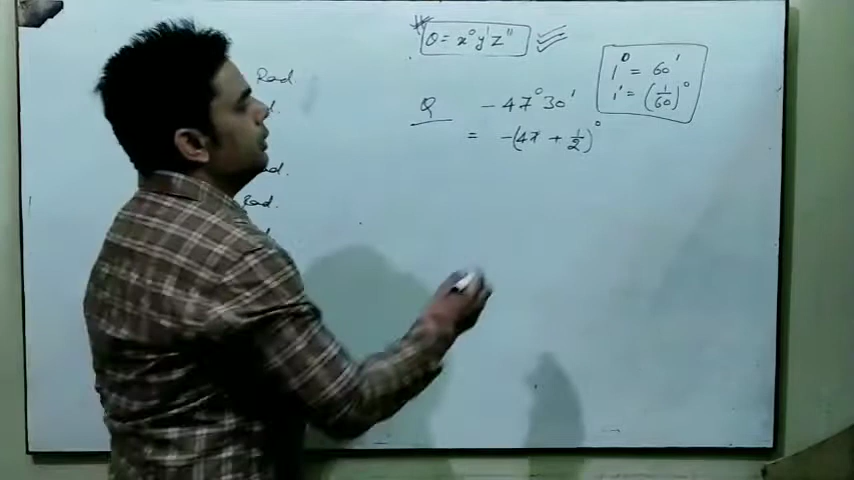 θ = x° y' z''
1° = 60'
1' = (1/60)°
Rad.
Q -47° 30'
= -(47 + 1/2)°
Rad.